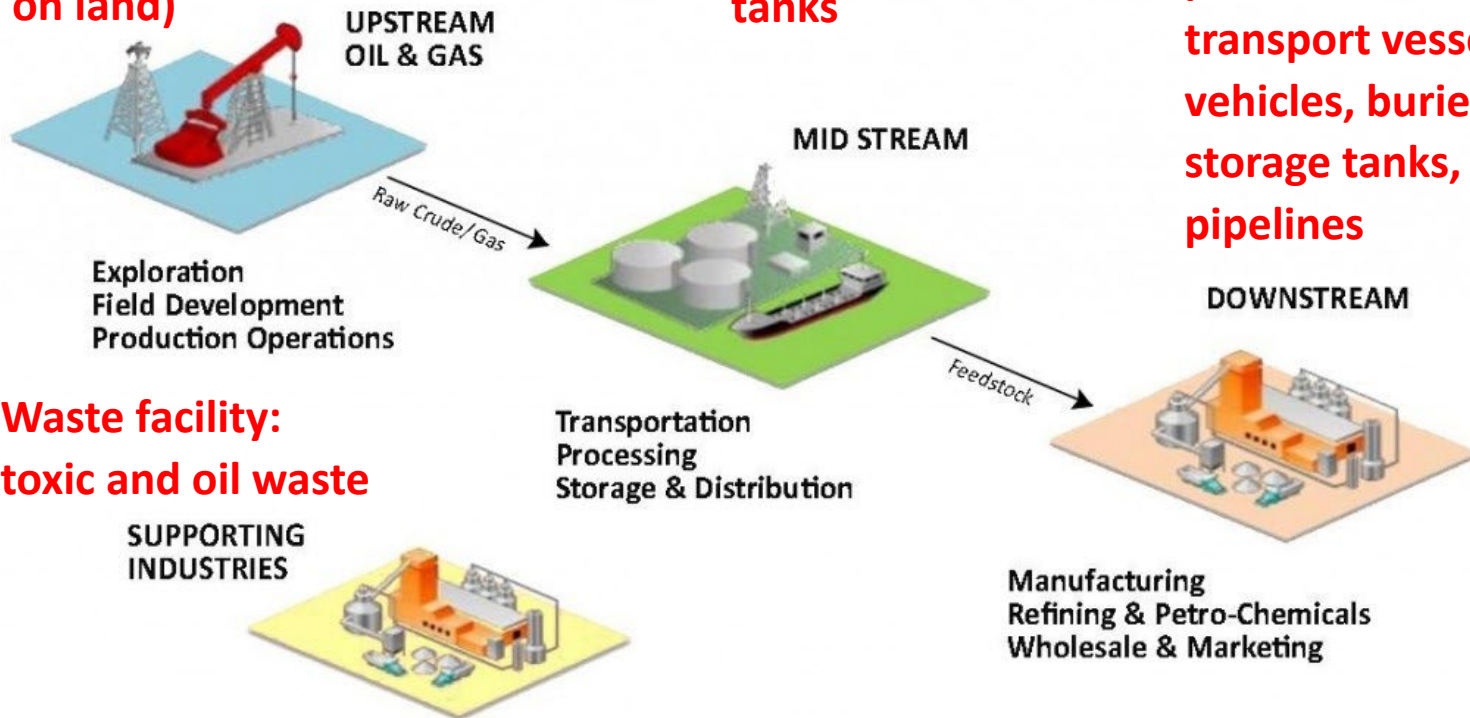 on land)
UPSTREAM
OIL & GAS
Raw Crude/Gas
Exploration
Field Development
Production Operations
tanks
MID STREAM
Feedstock
Transportation
Processing
Storage & Distribution
transport
vehicles,
storage tanks,
pipelines
DOWNSTREAM
Manufacturing
Refining & Petro-Chemicals
Wholesale & Marketing
Waste facility:
toxic and oil waste
SUPPORTING
INDUSTRIES